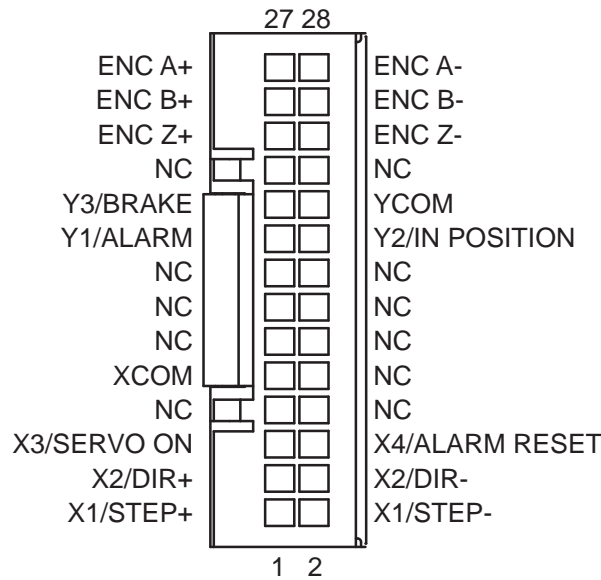 27 28
ENC A+ ENC A-
ENC B+ ENC B-
ENC Z+ ENC Z-
NC NC
Y3/BRAKE YCOM
Y1/ALARM Y2/IN POSITION
NC NC
NC NC
NC NC
XCOM NC
NC NC
X3/SERVO ON X4/ALARM RESET
X2/DIR+ X2/DIR-
X1/STEP+ X1/STEP-
1 2